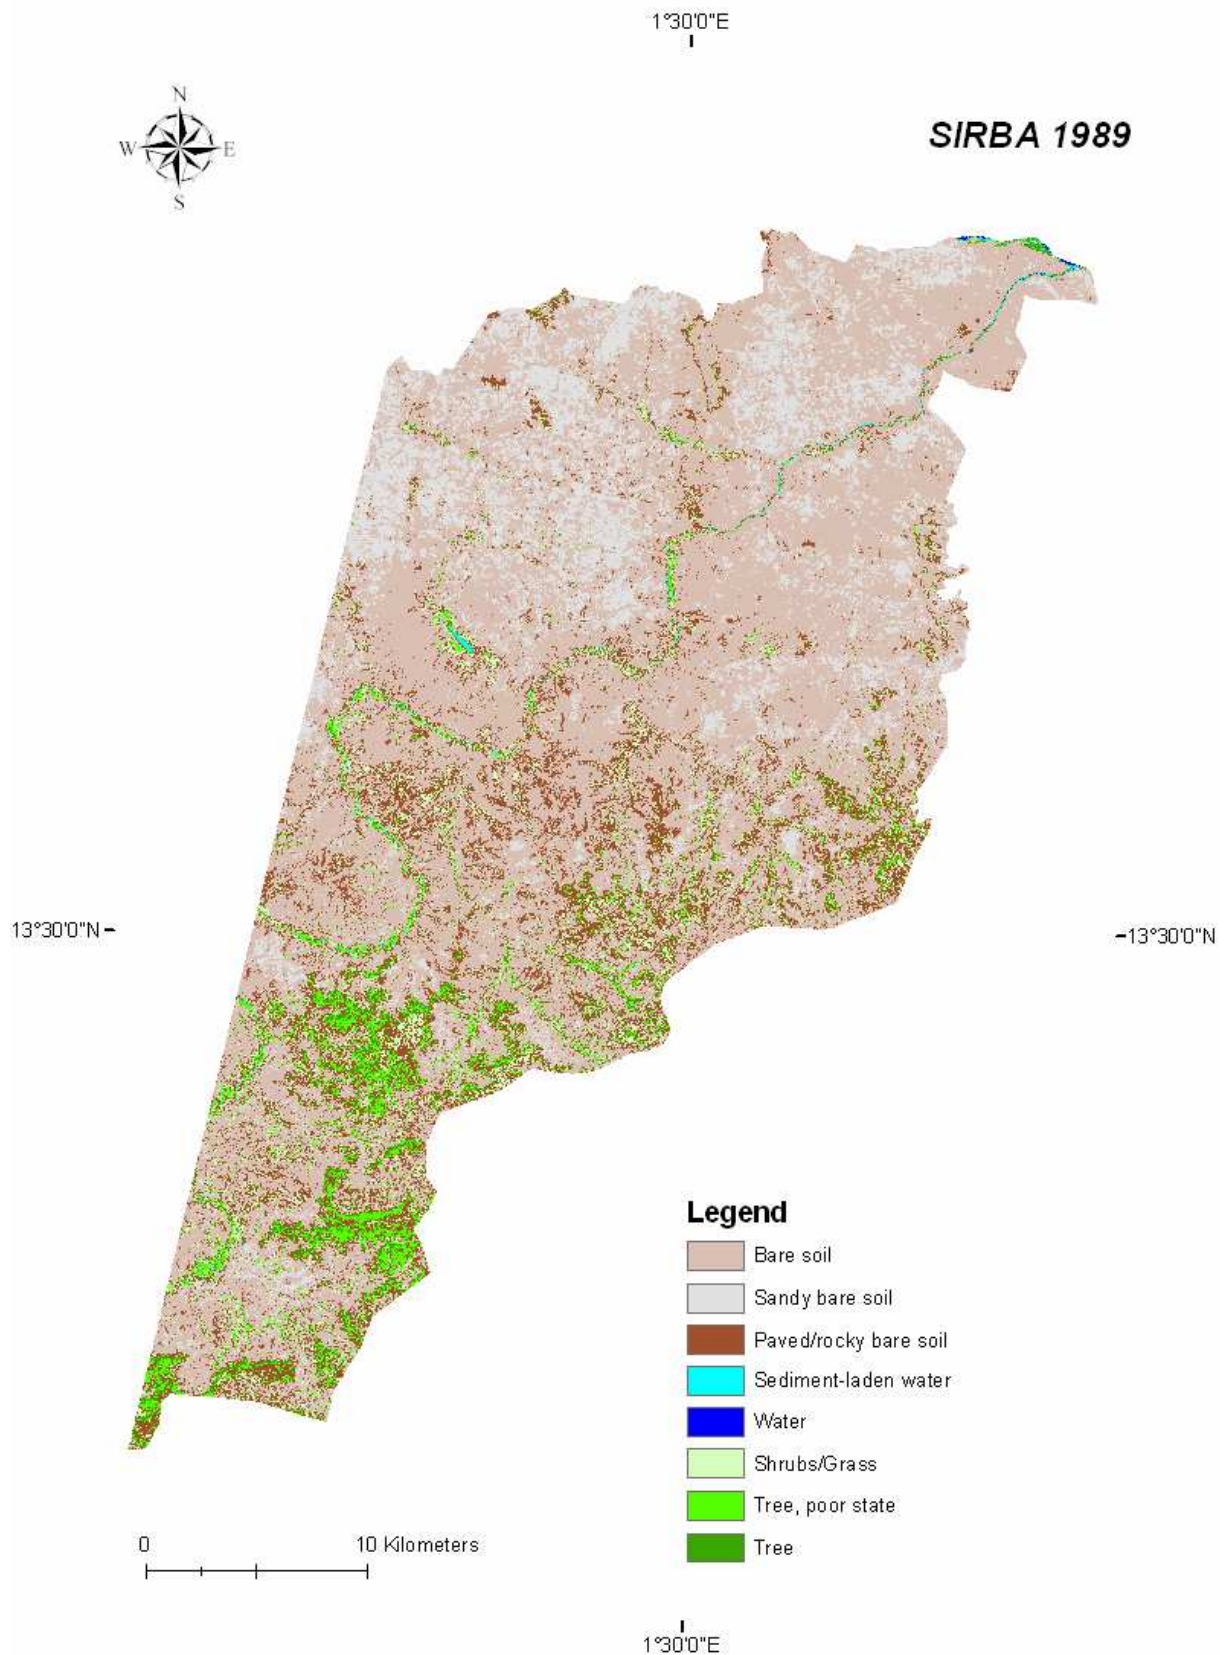 1°30'0"E
N
W E
S
SIRBA 1989
13°30'0"N
13°30'0"N
Legend
Bare soil
Sandy bare soil
Paved/rocky bare soil
Sediment-laden water
Water
Shrubs/Grass
Tree, poor state
Tree
0 10 Kilometers
1°30'0"E